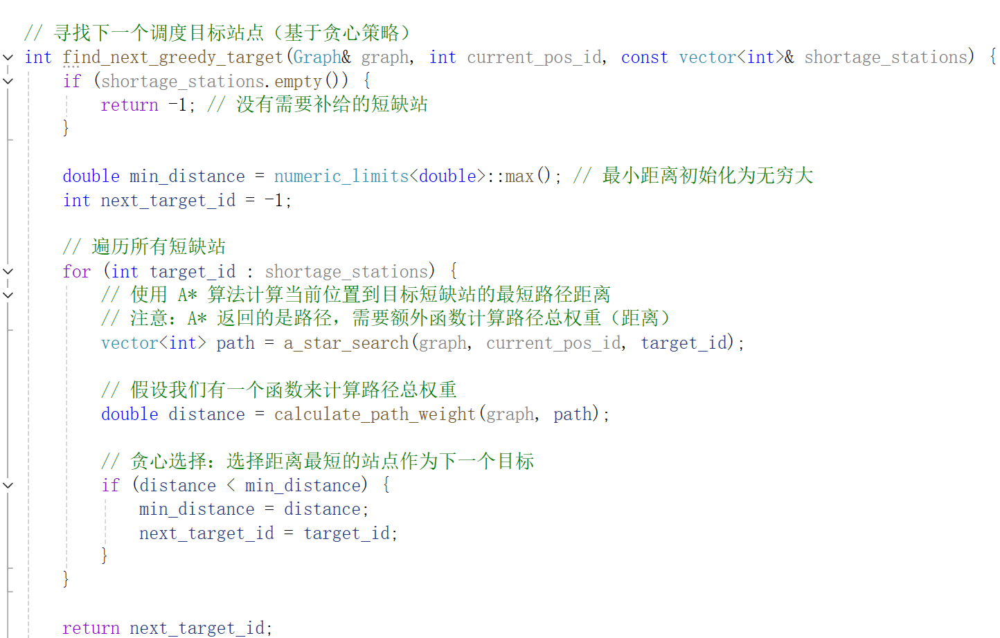 // 寻找下一个调度目标站点（基于贪心策略）
int find_next_greedy_target(Graph& graph, int current_pos_id, const vector<int>& shortage_stations) {
    if (shortage_stations.empty()) {
        return -1; // 没有需要补给的短缺站
    }

    double min_distance = numeric_limits<double>::max(); // 最小距离初始化为无穷大
    int next_target_id = -1;

    // 遍历所有短缺站
    for (int target_id : shortage_stations) {
        // 使用 A* 算法计算当前位置到目标短缺站的最短路径距离
        // 注意：A* 返回的是路径，需要额外函数计算路径总权重（距离）
        vector<int> path = a_star_search(graph, current_pos_id, target_id);

        // 假设我们有一个函数来计算路径总权重
        double distance = calculate_path_weight(graph, path);

        // 贪心选择：选择距离最短的站点作为下一个目标
        if (distance < min_distance) {
            min_distance = distance;
            next_target_id = target_id;
        }
    }

    return next_target_id;